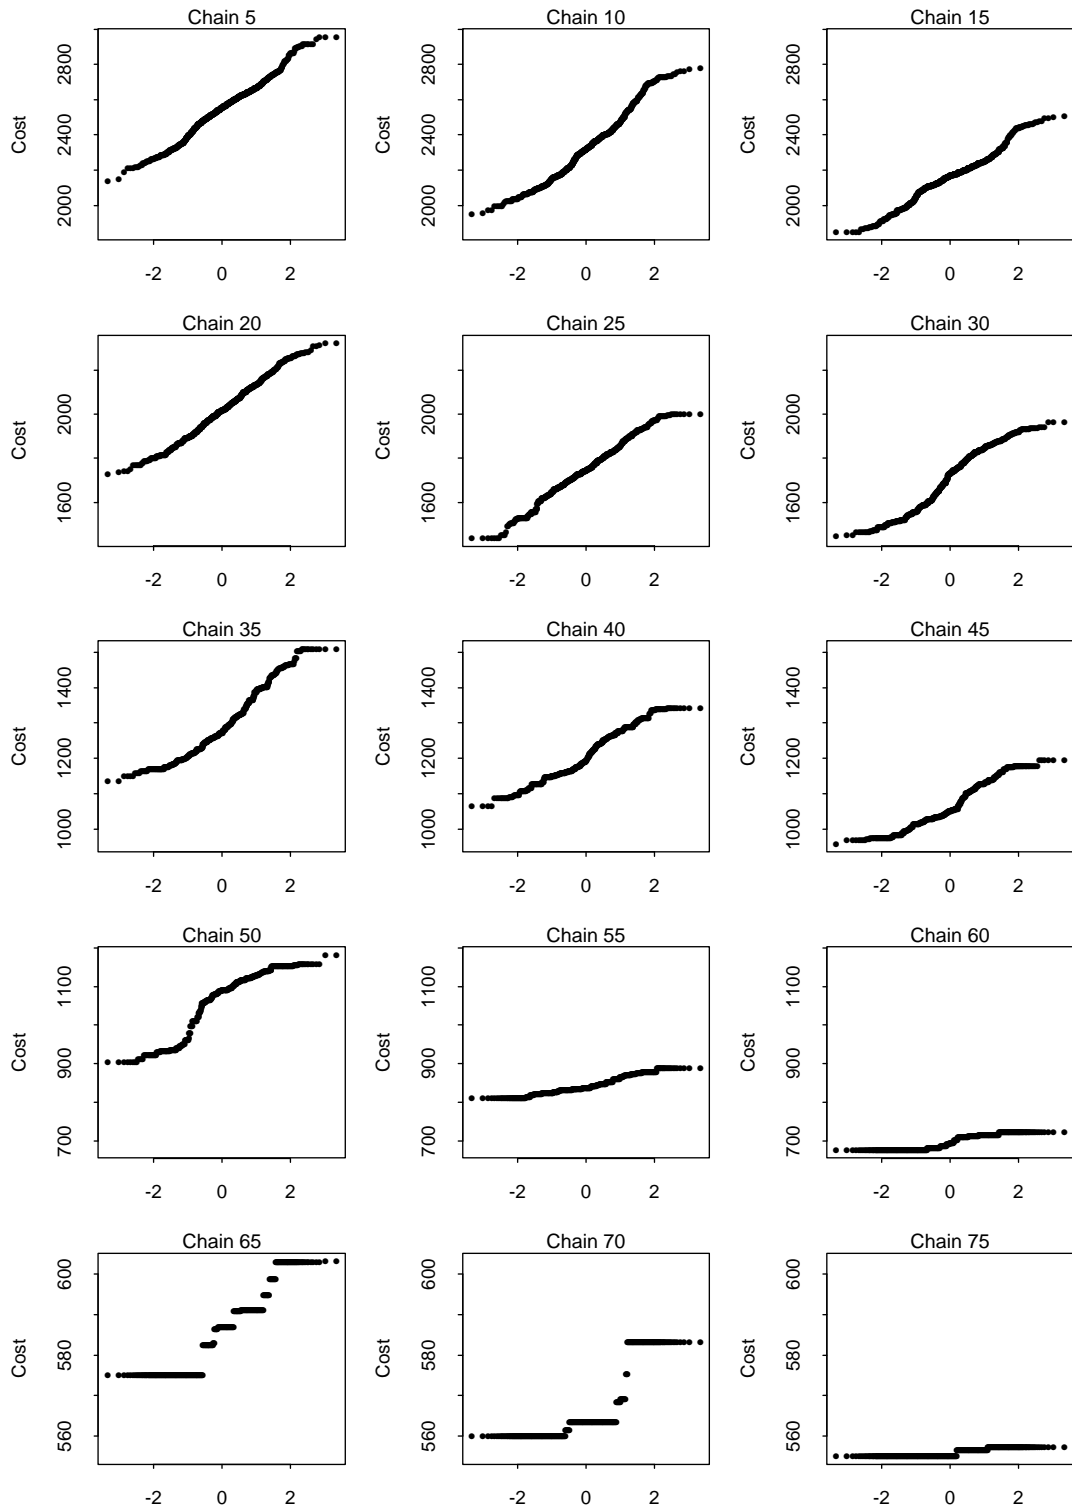 Chain 5 Chain 10 Chain 15
Cost 2000 2400 2800 Cost 2000 2400 2800 Cost 2000 2400 2800
-2 0 2 -2 0 2 -2 0 2
Chain 20 Chain 25 Chain 30
Cost 1600 2000 Cost 1600 2000 Cost 1600 2000
-2 0 2 -2 0 2 -2 0 2
Chain 35 Chain 40 Chain 45
Cost 1000 1200 1400 Cost 1000 1200 1400 Cost 1000 1200 1400
-2 0 2 -2 0 2 -2 0 2
Chain 50 Chain 55 Chain 60
Cost 700 900 1100 Cost 700 900 1100 Cost 700 900 1100
-2 0 2 -2 0 2 -2 0 2
Chain 65 Chain 70 Chain 75
Cost 560 580 600 Cost 560 580 600 Cost 560 580 600
-2 0 2 -2 0 2 -2 0 2